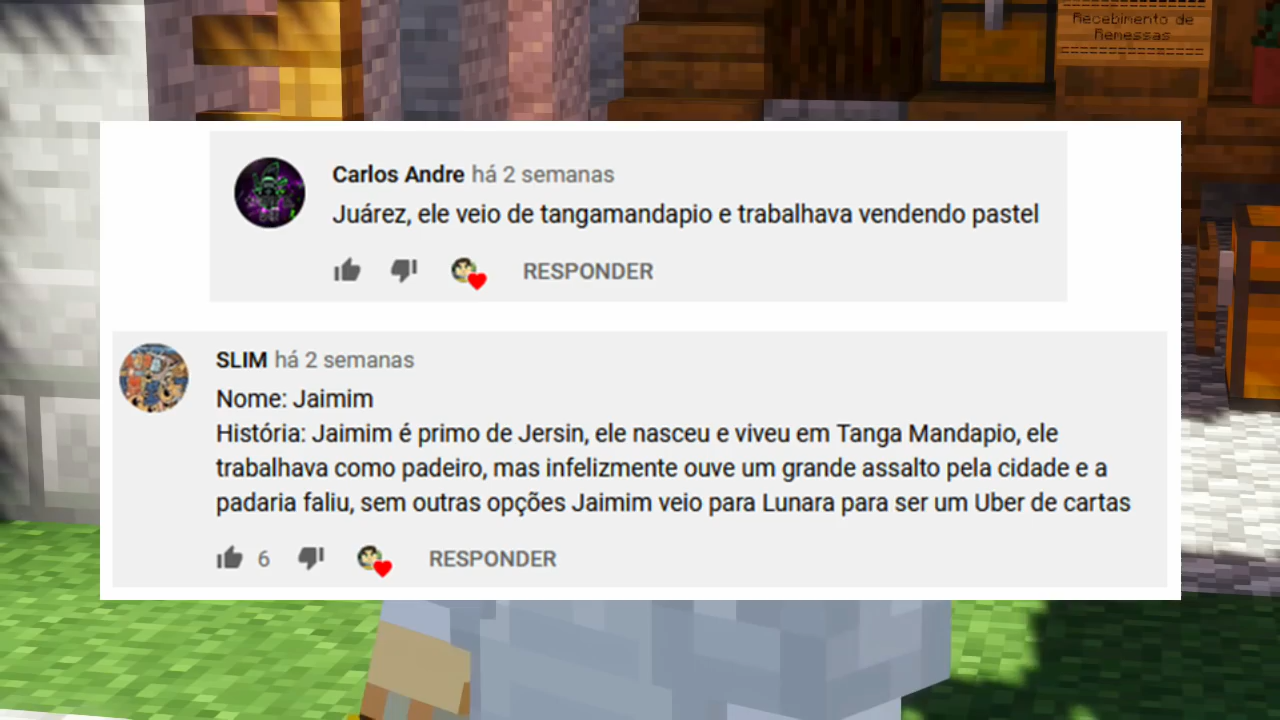 Recebimento de
Remessas
Carlos Andre há 2 semanas
Juárez, ele veio de tangamandapio e trabalhava vendendo pastel
RESPONDER
SLIM há 2 semanas
Nome: Jaimim
História: Jaimim é primo de Jersin, ele nasceu e viveu em Tanga Mandapio, ele
trabalhava como padeiro, mas infelizmente ouve um grande assalto pela cidade e a
padaria faliu, sem outras opções Jaimim veio para Lunara para ser um Uber de cartas
6 RESPONDER